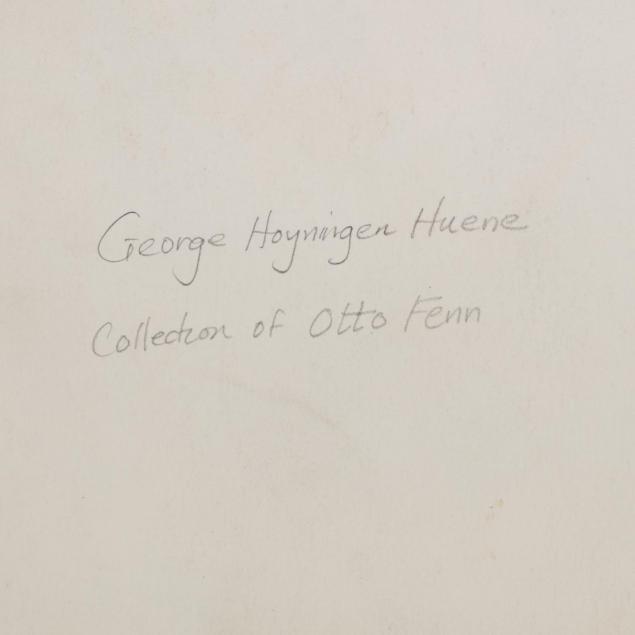 George Hoyningen Huene
Collection of Otto Fenn